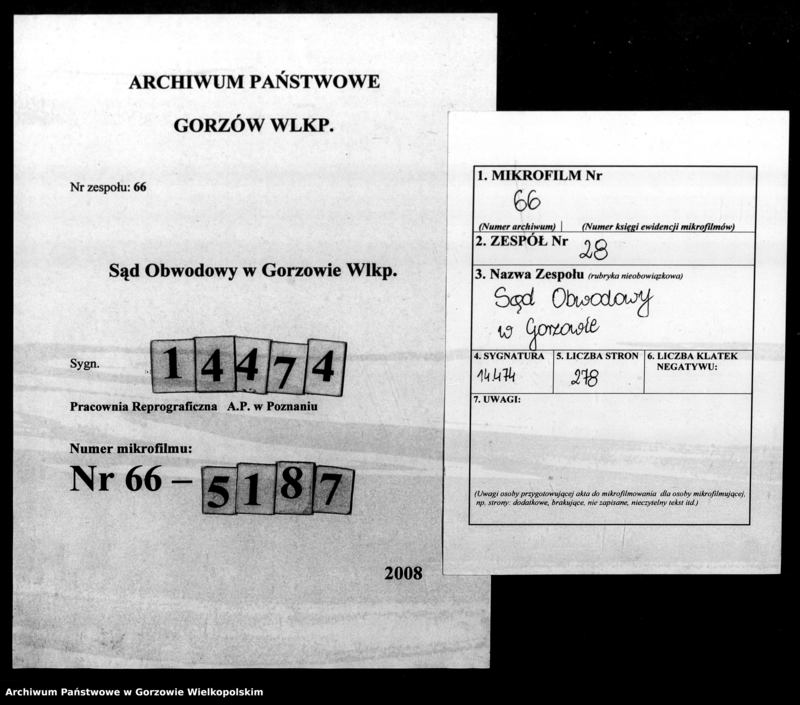 ARCHIWUM PAŃSTWOWE
GORZÓW WLKP.
Nr zespołu: 66
Sąd Obwodowy w Gorzowie Wlkp.
Sygn. 14474
Pracownia Reprograficzna A.P. w Poznaniu
Numer mikrofilmu:
Nr 66 – 5187
2008
1. MIKROFILM Nr
66
(Numer archiwum) | (Numer księgi ewidencji mikrofilmów)
2. ZESPÓŁ Nr 28
3. Nazwa Zespołu (rubryka nieobowiązkowa)
Sąd Obwodowy
w Gorzowie
4. SYGNATURA
14.474
5. LICZBA STRON
278
6. LICZBA KLATEK
NEGATYWU:
7. UWAGI:
(Uwagi osoby przygotowującej akta do mikrofilmowania dla osoby mikrofilmującej,
np. strony: dodatkowe, brakujące, nie zapisane, nieczytelny tekst itd.)
Archiwum Państwowe w Gorzowie Wielkopolskim